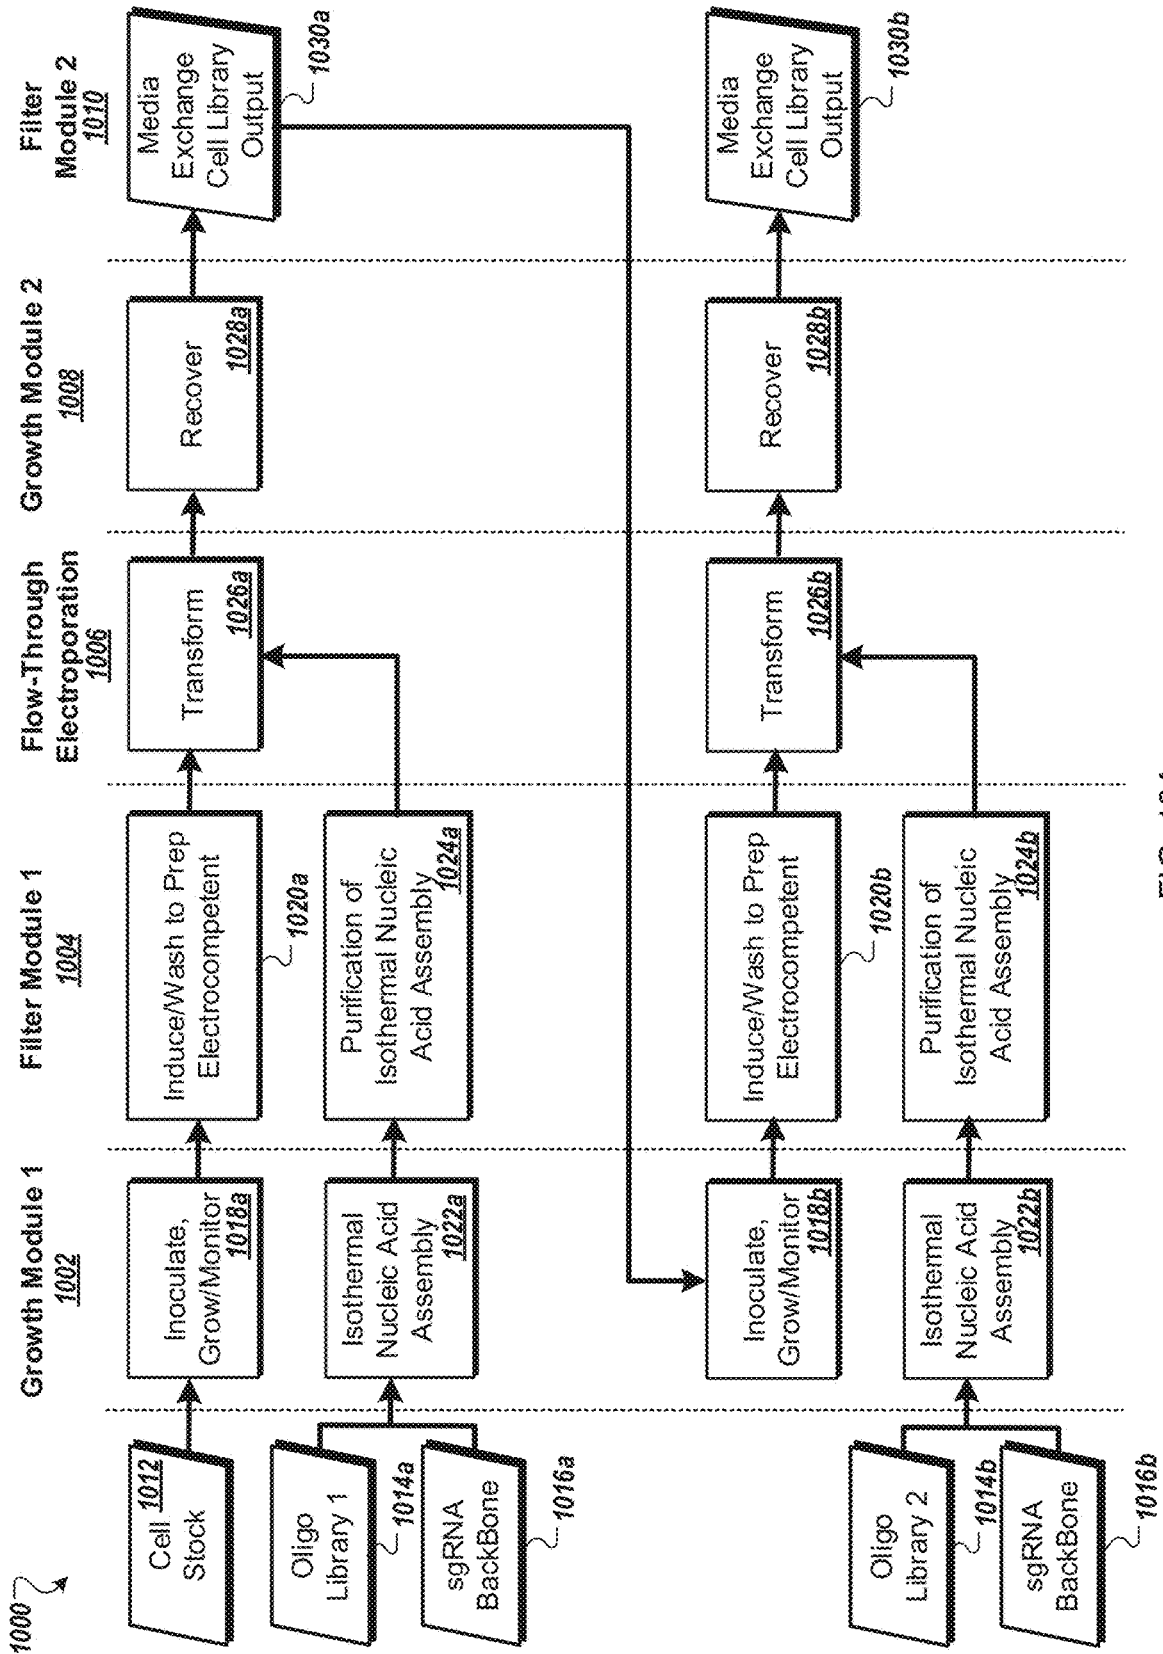 1000
Growth Module 1
1002
Filter Module 1
1004
Flow-Through
Electroporation
1006
Growth Module 2
1008
Filter
Module 2
1010
Cell 1012
Stock
Inoculate,
Grow/Monitor
1018a
Induce/Wash to Prep
Electrocompetent
1020a
Transform
1026a
Recover
1028a
Media
Exchange
Cell Library
Output
1030a
Oligo
Library 1
1014a
sgRNA
BackBone
1016a
Isothermal
Nucleic Acid
Assembly
1022a
Purification of
Isothermal Nucleic
Acid Assembly
1024a
Inoculate,
Grow/Monitor
1018b
Induce/Wash to Prep
Electrocompetent
1020b
Transform
1026b
Recover
1028b
Media
Exchange
Cell Library
Output
1030b
Oligo
Library 2
1014b
sgRNA
BackBone
1016b
Isothermal
Nucleic Acid
Assembly
1022b
Purification of
Isothermal Nucleic
Acid Assembly
1024b